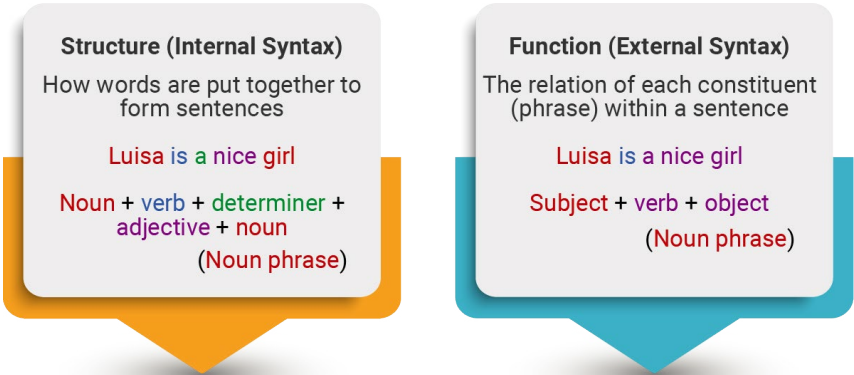 Structure (Internal Syntax)
How words are put together to
form sentences
Luisa is a nice girl
Noun + verb + determiner +
adjective + noun
(Noun phrase)
Function (External Syntax)
The relation of each constituent
(phrase) within a sentence
Luisa is a nice girl
Subject + verb + object
(Noun phrase)